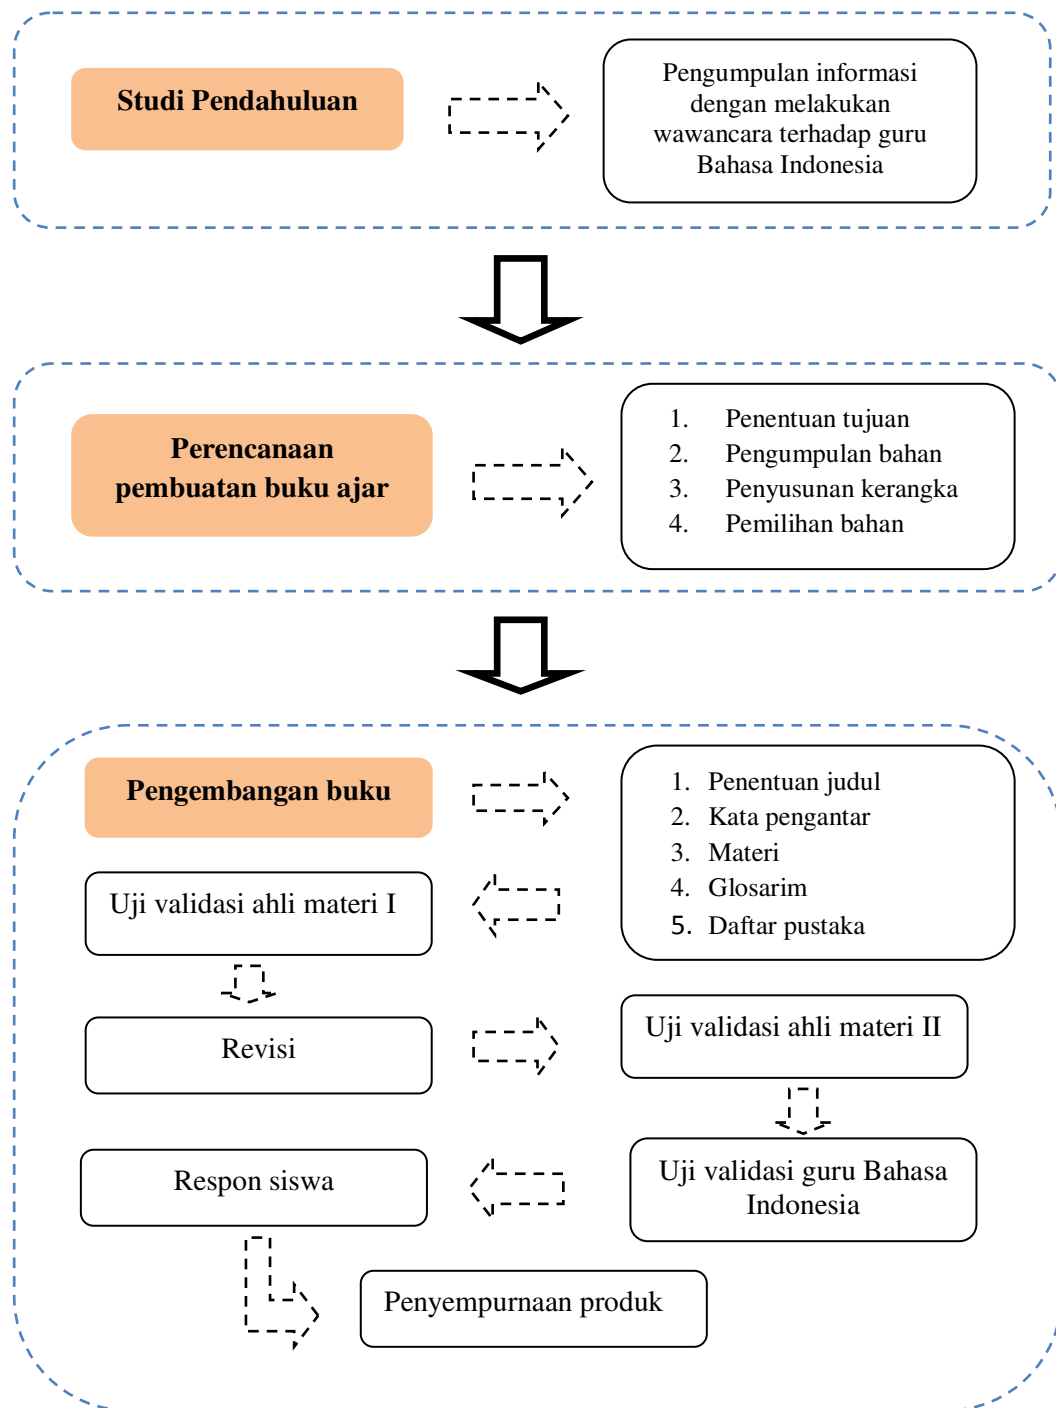 Studi Pendahuluan
Pengumpulan informasi
dengan melakukan
wawancara terhadap guru
Bahasa Indonesia
Perencanaan
pembuatan buku ajar
1. Penentuan tujuan
2. Pengumpulan bahan
3. Penyusunan kerangka
4. Pemilihan bahan
Pengembangan buku
1. Penentuan judul
2. Kata pengantar
3. Materi
4. Glosarim
5. Daftar pustaka
Uji validasi ahli materi I
Revisi
Uji validasi ahli materi II
Uji validasi guru Bahasa
Indonesia
Respon siswa
Penyempurnaan produk